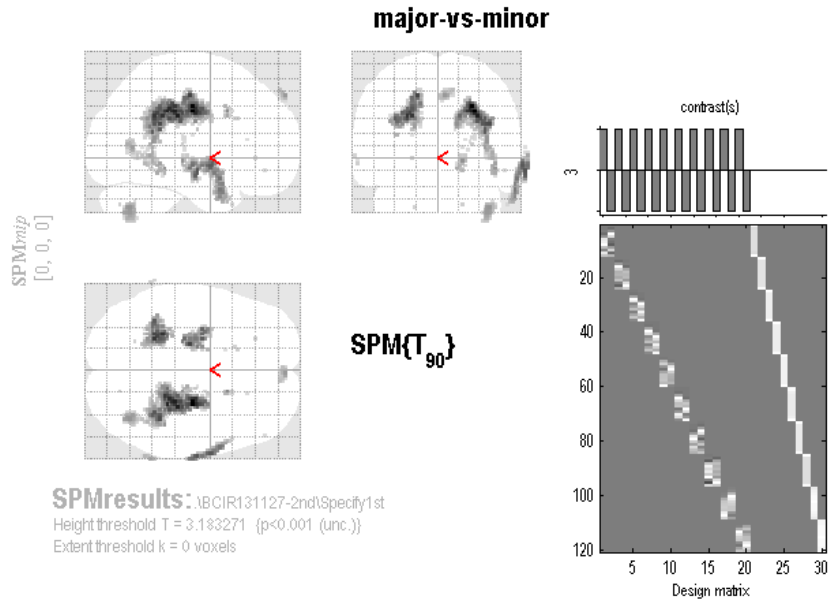 major-vs-minor
SPMmip
[0, 0, 0]
<
<
<
SPM{T90}
contrast(s)
3
20
40
60
80
100
120
5 10 15 20 25 30
Design matrix
SPMresults: .\BCIR131127-2nd\Specify1st
Height threshold T = 3.183271 {p<0.001 (unc.)}
Extent threshold k = 0 voxels